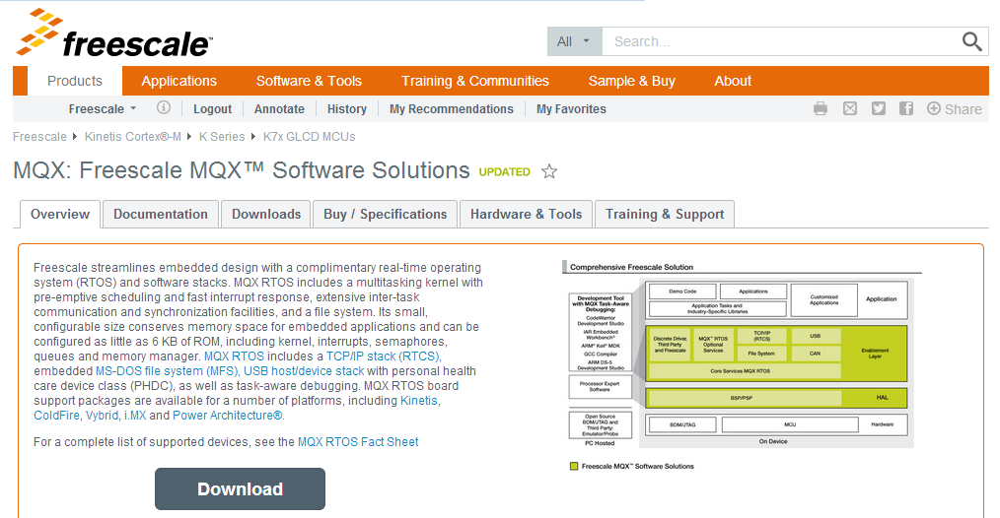 freescale™
All
Search...
Products Applications Software & Tools Training & Communities Sample & Buy About
Freescale Logout Annotate History My Recommendations My Favorites Share
Freescale Kinetis Cortex®-M K Series K7x GLCD MCUs
MQX: Freescale MQX™ Software Solutions UPDATED
Overview Documentation Downloads Buy / Specifications Hardware & Tools Training & Support
Freescale streamlines embedded design with a complimentary real-time operating
system (RTOS) and software stacks. MQX RTOS includes a multitasking kernel with
pre-emptive scheduling and fast interrupt response, extensive inter-task
communication and synchronization facilities, and a file system. Its small,
configurable size conserves memory space for embedded applications and can be
configured as little as 6 KB of ROM, including kernel, interrupts, semaphores,
queues and memory manager. MQX RTOS includes a TCP/IP stack (RTCS),
embedded MS-DOS file system (MFS), USB host/device stack with personal health
care device class (PHDC), as well as task-aware debugging. MQX RTOS board
support packages are available for a number of platforms, including Kinetis,
ColdFire, Vybrid, i.MX and Power Architecture®.
For a complete list of supported devices, see the MQX RTOS Fact Sheet
Download
Comprehensive Freescale Solution
Development Tool
with MQX Task-Aware
Debugging:
CodeWarrior
Development Studio
IAR Embedded
Workbench®
ARM® Keil® MDK
GCC Compiler
ARM DS-5
Development Studio
Processor Expert
Software
Open Source
BDM/JTAG and
Third Party:
Emulator/Probe
PC Hosted
Demo Code
Applications
Application Tasks and
Industry-Specific Libraries
Customized
Applications
Application
Discrete Driver,
Third Party
and Freescale
MQX™ RTOS
Optional
Services
TCP/IP
(RTCS)
USB
File System
CAN
Core Services MQX RTOS
Enablement
Layer
BSP/PSP
HAL
BDM/JTAG
MCU
Hardware
On Device
Freescale MQX™ Software Solutions